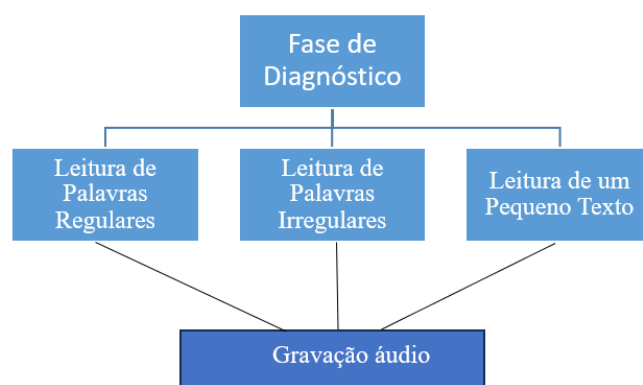 Fase de
Diagnóstico
Leitura de
Palavras
Regulares
Leitura de
Palavras
Irregulares
Leitura de um
Pequeno Texto
Gravação áudio